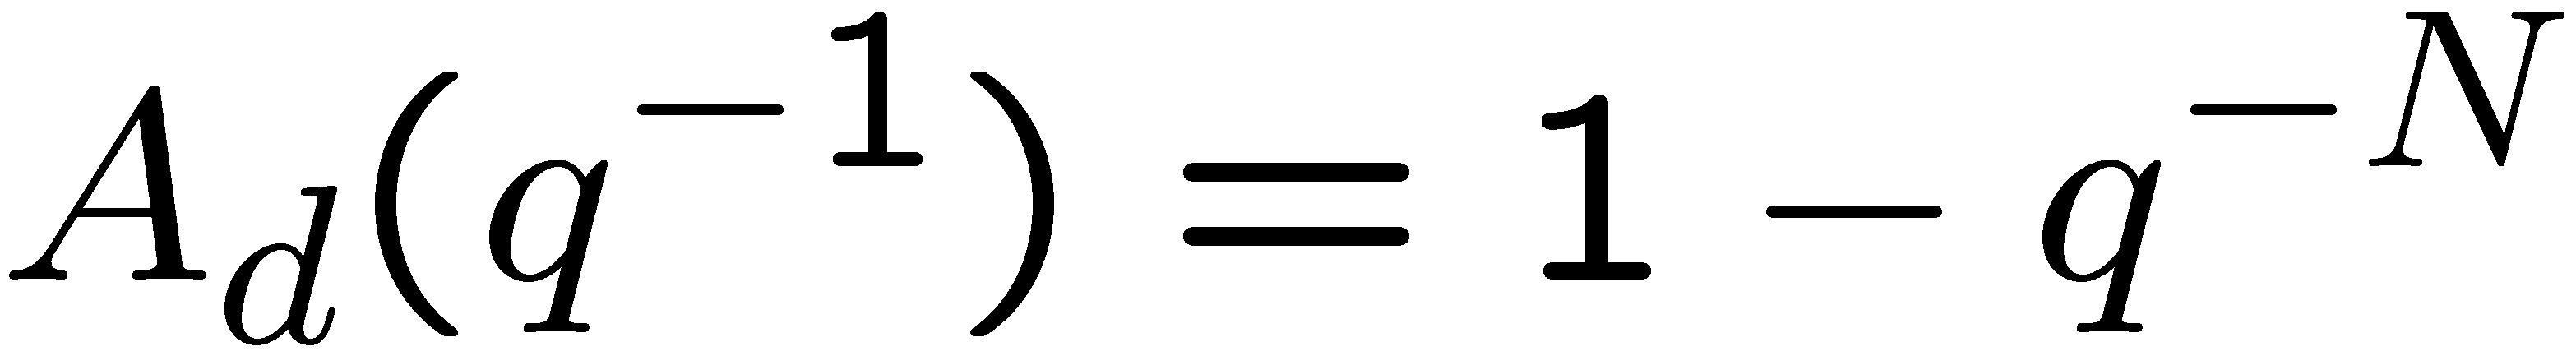 A_d(q^{-1}) = 1 - q^{-N}